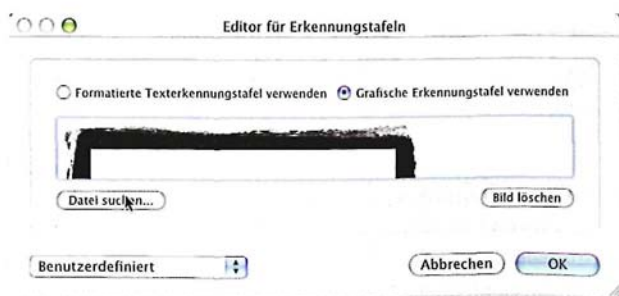 Editor für Erkennungstafeln
Formatierte Texterkennungstafel verwenden Grafische Erkennungstafel verwenden
Datei suchen... Bild löschen
Benutzerdefiniert Abbrechen OK